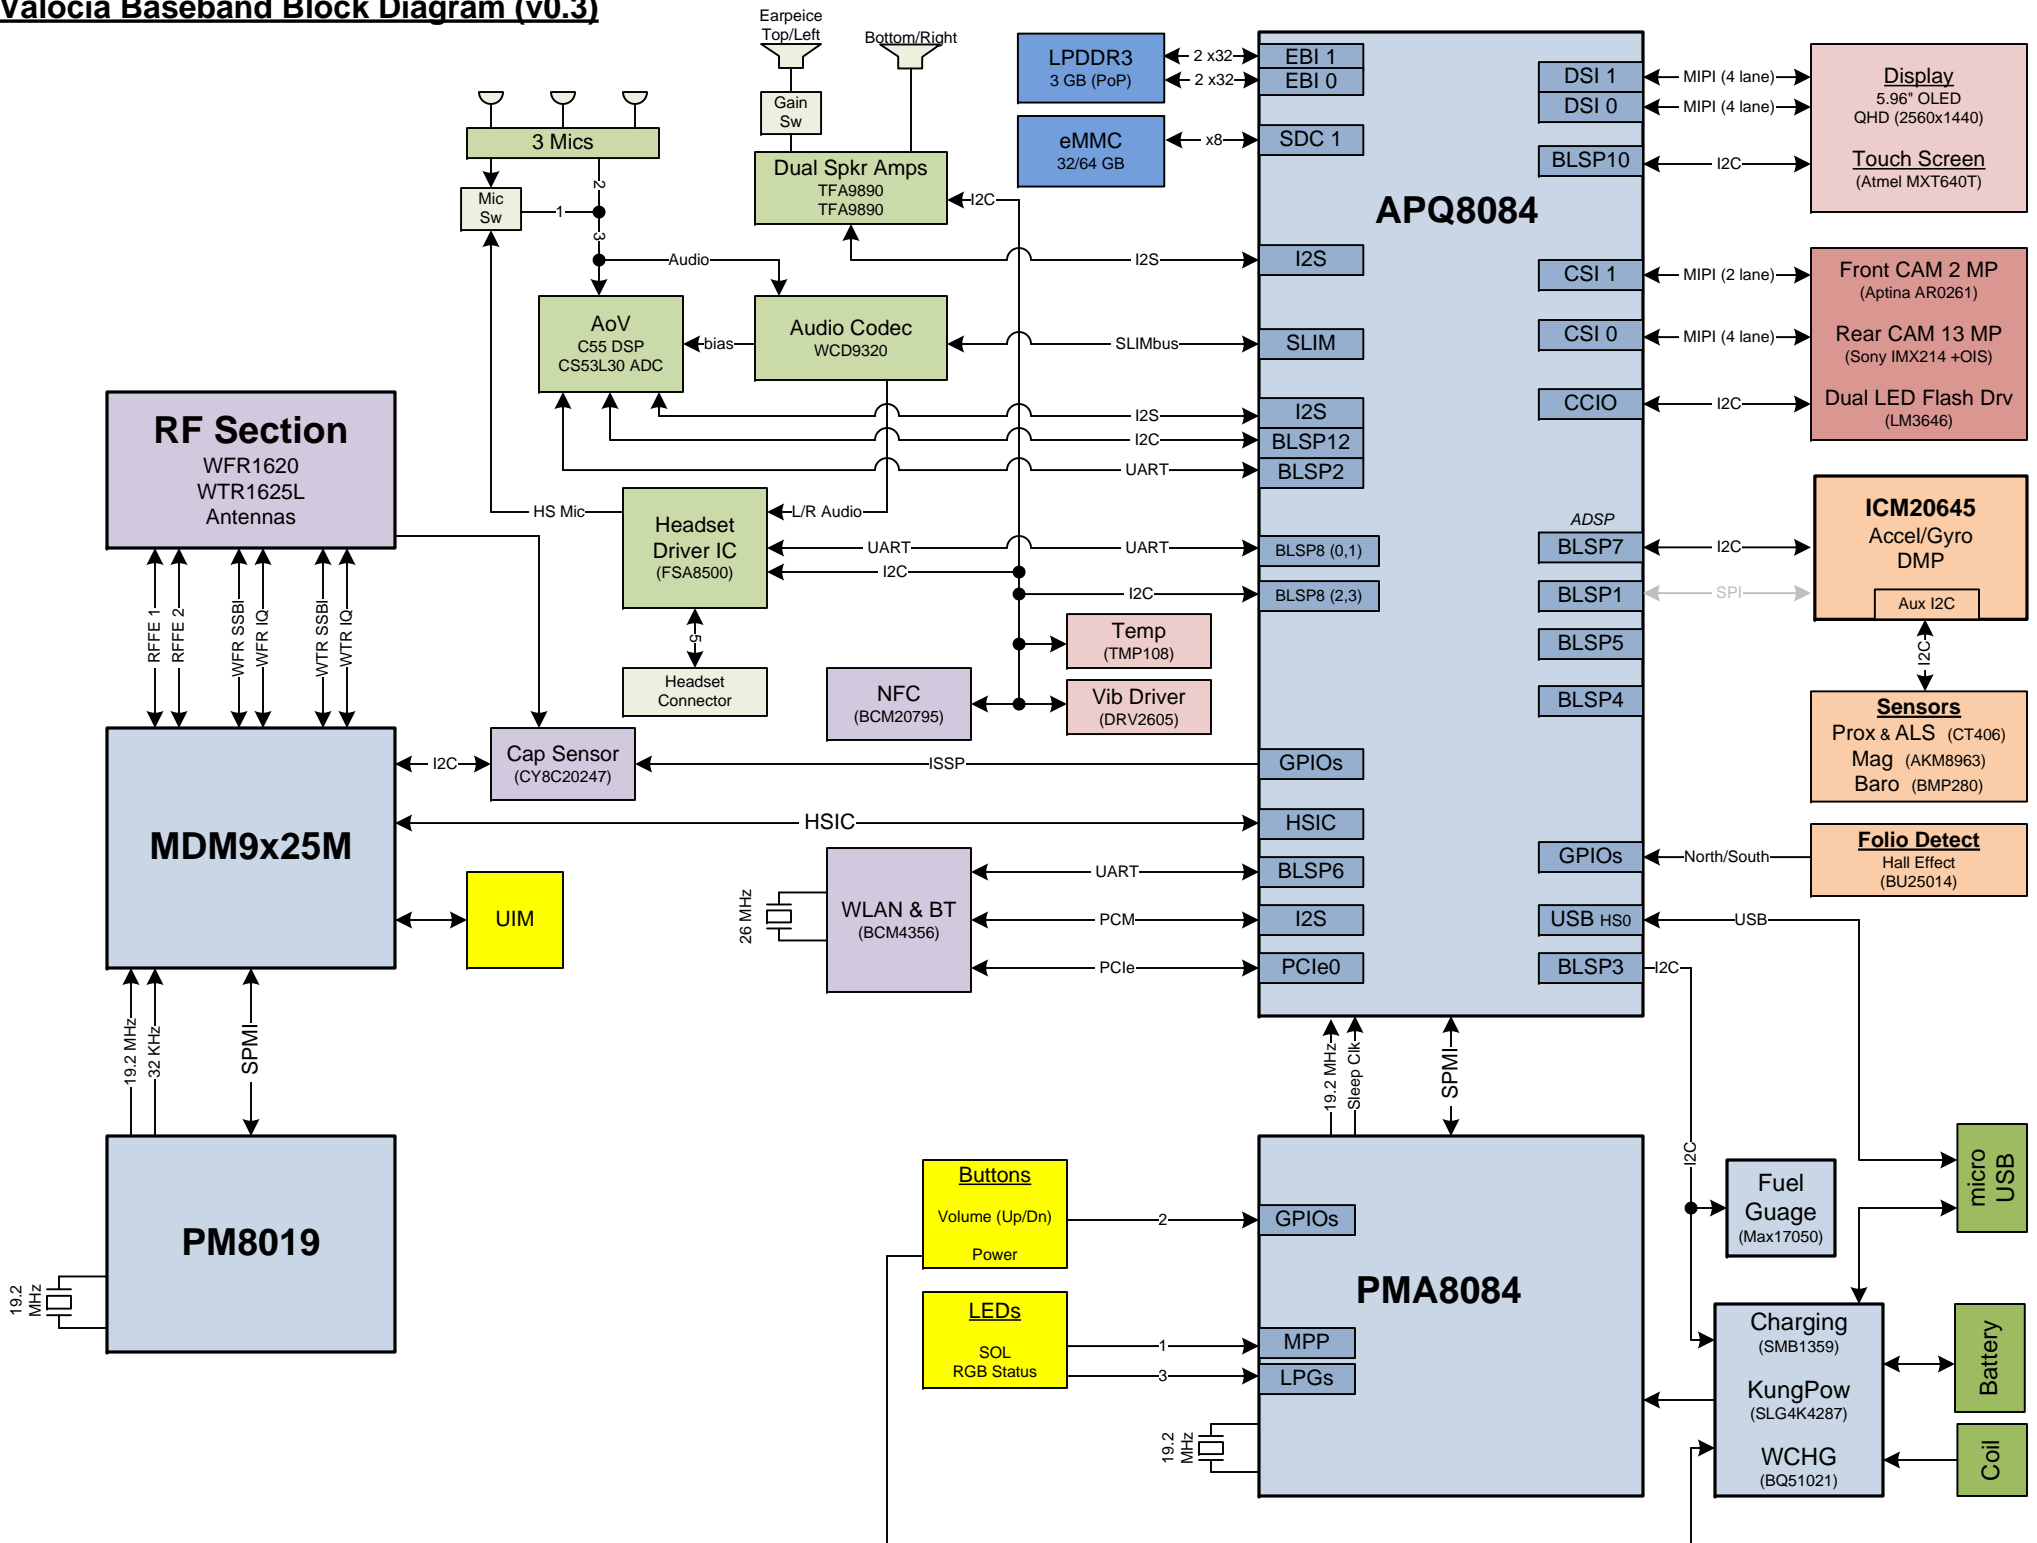 Valocia Baseband Block Diagram (v0.3)
Earpeice
Top/Left
Bottom/Right
Gain
Sw
3 Mics
2
Mic
Sw
1
3
Dual Spkr Amps
TFA9890
TFA9890
I2C
Audio
I2S
AoV
C55 DSP
CS53L30 ADC
bias
Audio Codec
WCD9320
SLIMbus
I2S
I2C
UART
HS Mic
Headset
Driver IC
(FSA8500)
L/R Audio
UART
UART
I2C
I2C
5
Headset
Connector
Temp
(TMP108)
Vib Driver
(DRV2605)
NFC
(BCM20795)
Cap Sensor
(CY8C20247)
I2C
ISSP
HSIC
WLAN & BT
(BCM4356)
26 MHz
UART
PCM
PCIe
LPDDR3
3 GB (PoP)
2 x32
2 x32
eMMC
32/64 GB
x8
APQ8084
EBI 1
EBI 0
SDC 1
I2S
SLIM
I2S
BLSP12
BLSP2
BLSP8 (0,1)
BLSP8 (2,3)
GPIOs
HSIC
BLSP6
I2S
PCIe0
DSI 1
DSI 0
BLSP10
CSI 1
CSI 0
CCIO
ADSP
BLSP7
BLSP1
BLSP5
BLSP4
GPIOs
USB HS0
BLSP3
MIPI (4 lane)
MIPI (4 lane)
I2C
MIPI (2 lane)
MIPI (4 lane)
I2C
I2C
SPI
North/South
USB
I2C
Display
5.96" OLED
QHD (2560x1440)
Touch Screen
(Atmel MXT640T)
Front CAM 2 MP
(Aptina AR0261)
Rear CAM 13 MP
(Sony IMX214 +OIS)
Dual LED Flash Drv
(LM3646)
ICM20645
Accel/Gyro
DMP
Aux I2C
I2C
Sensors
Prox & ALS (CT406)
Mag (AKM8963)
Baro (BMP280)
Folio Detect
Hall Effect
(BU25014)
RF Section
WFR1620
WTR1625L
Antennas
RFFE 1
RFFE 2
WFR SSBI
WFR IQ
WTR SSBI
WTR IQ
MDM9x25M
UIM
19.2 MHz
32 KHz
SPMI
PM8019
19.2
MHz
19.2 MHz
Sleep Clk
SPMI
I2C
Buttons
Volume (Up/Dn)
Power
2
LEDs
SOL
RGB Status
1
3
PMA8084
GPIOs
MPP
LPGs
19.2
MHz
Fuel
Guage
(Max17050)
Charging
(SMB1359)
KungPow
(SLG4K4287)
WCHG
(BQ51021)
micro
USB
Battery
Coil